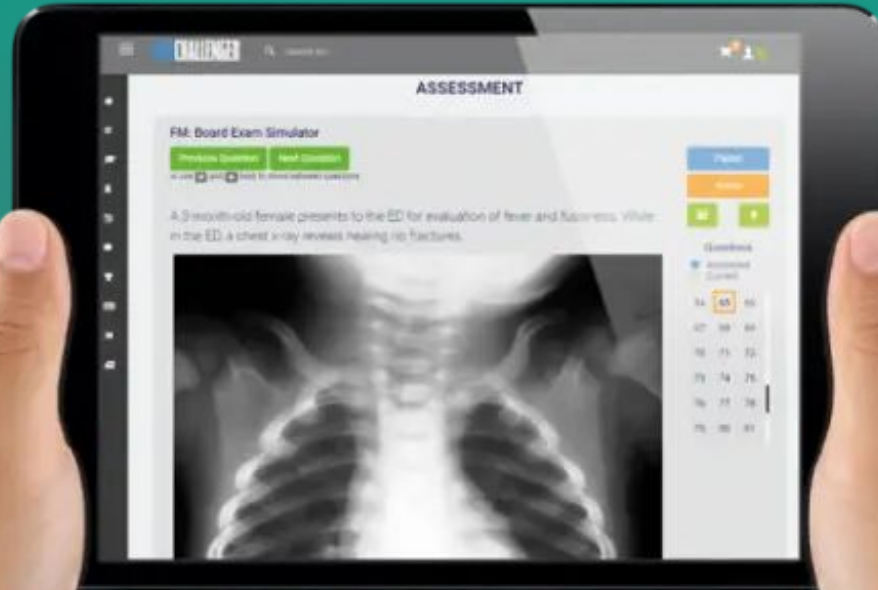 CHALLENGER
ASSESSMENT
FM: Board Exam Simulator
Previous Question
Next Question
A 3-month-old female presents to the ED for evaluation of fever and fussiness. While
in the ED, a chest x-ray reveals healing rib fractures.
Questions
Answered
Current
65
67 68 69
70 71 72
73 74 75
76 77 78
79 80 81